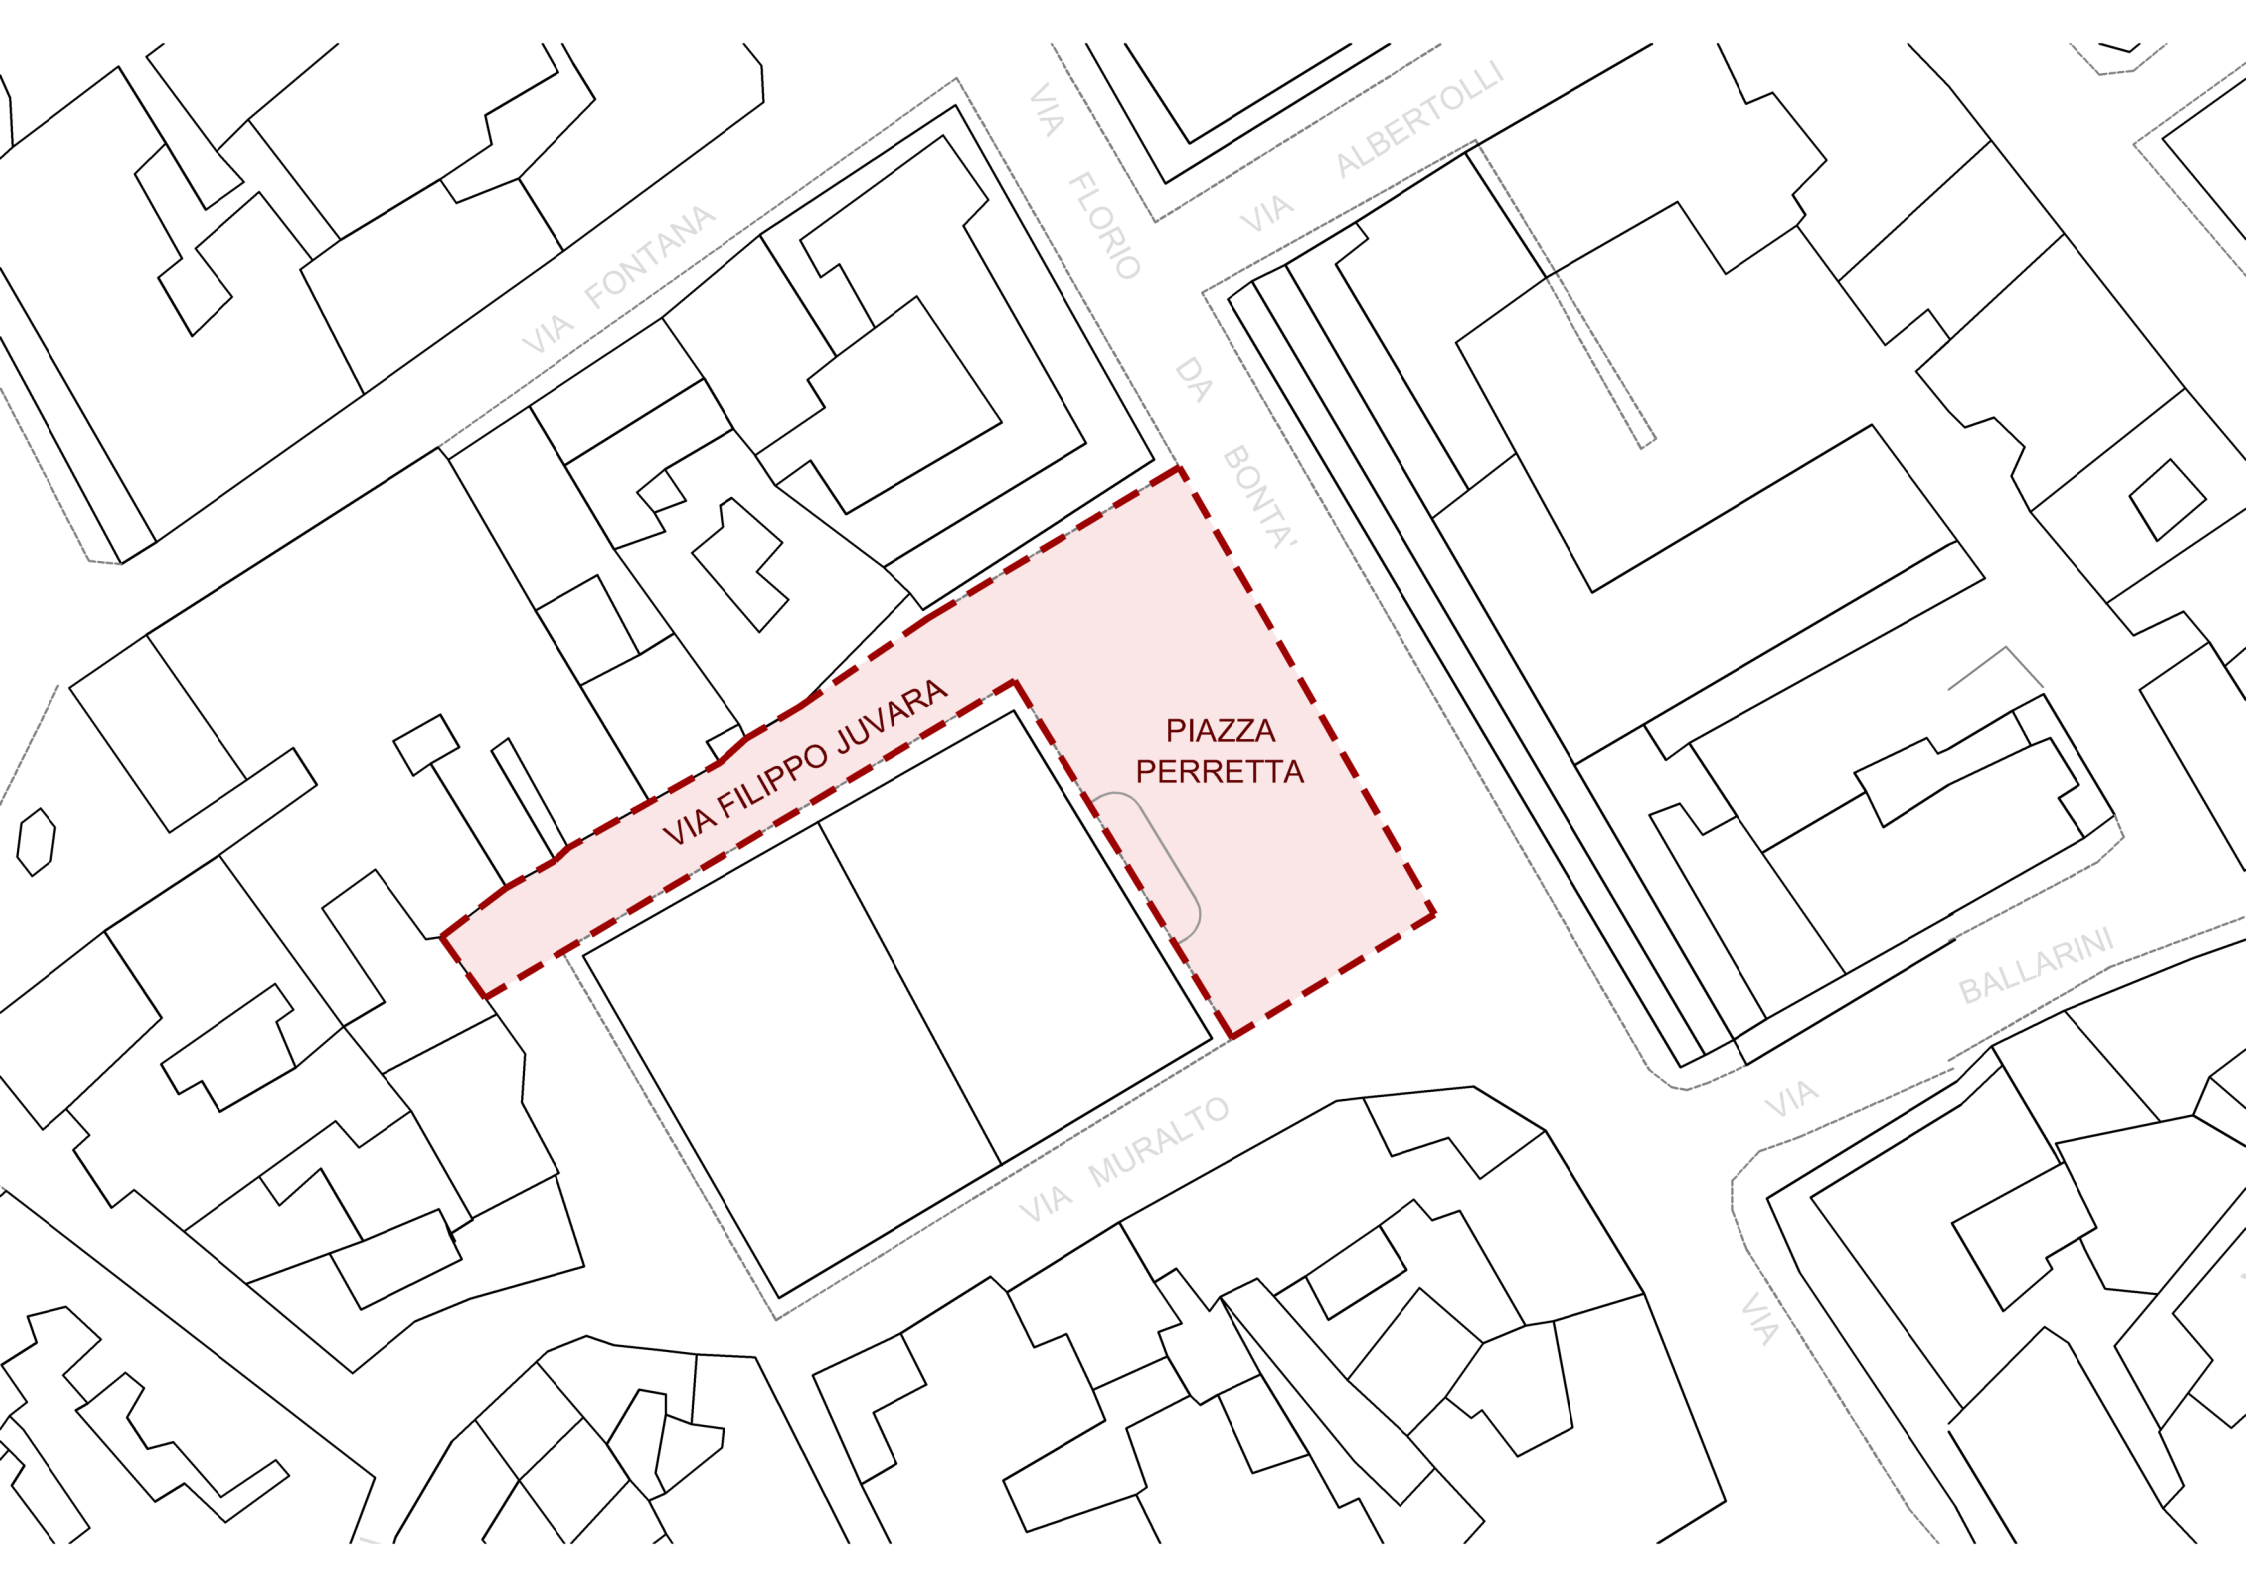 VIA FONTANA
VIA FLORIO DA BONTA'
VIA ALBERTOLLI
VIA FILIPPO JUVARA
PIAZZA
PERRETTA
VIA MURALTO
VIA BALLARINI
VIA